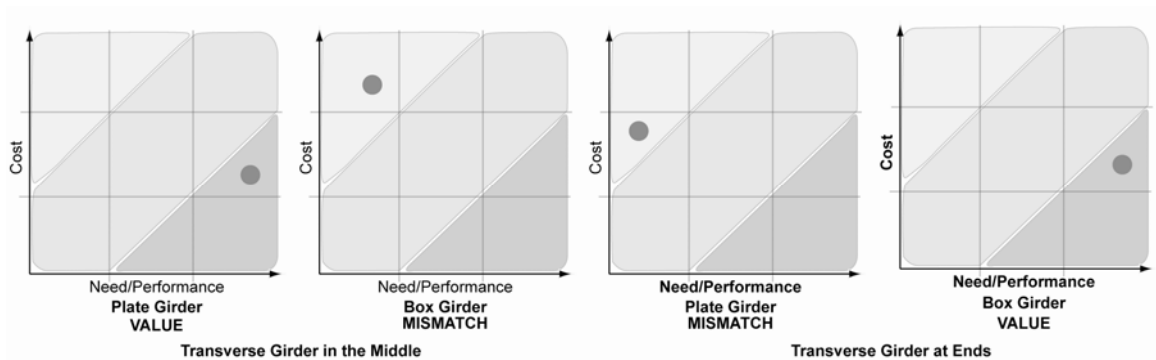 Cost
Need/Performance
Plate Girder
VALUE
Cost
Need/Performance
Box Girder
MISMATCH
Transverse Girder in the Middle
Cost
Need/Performance
Plate Girder
MISMATCH
Cost
Need/Performance
Box Girder
VALUE
Transverse Girder at Ends